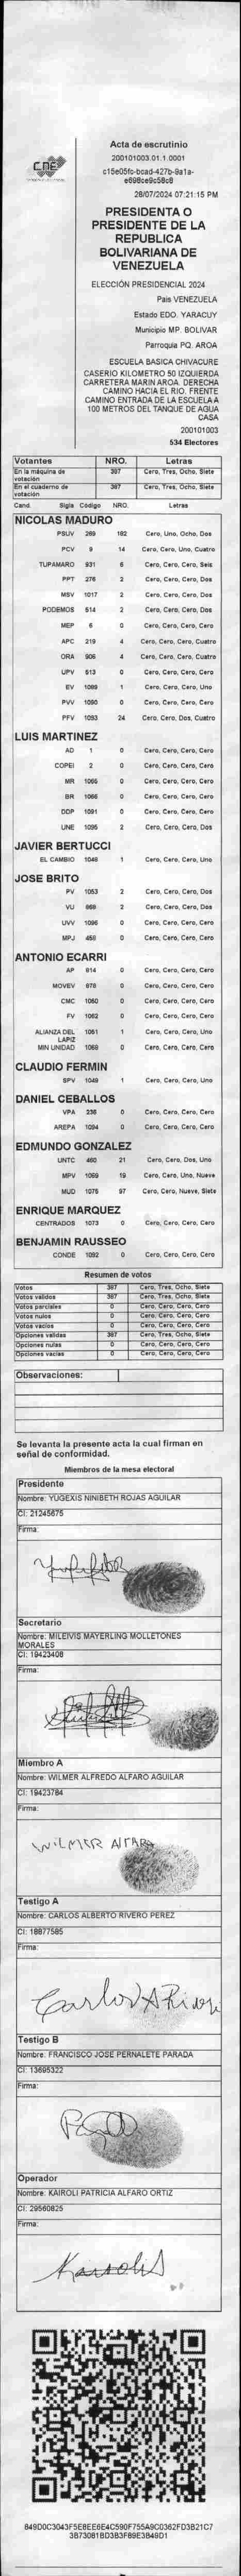 CNE
Acta de escrutinio
200101003.01.1.0001
c15e05fc-bcad-427b-9a1a-
e698ce9c58c8
28/07/2024 07:21:15 PM
PRESIDENTA O
PRESIDENTE DE LA
REPUBLICA
BOLIVARIANA DE
VENEZUELA
ELECCIÓN PRESIDENCIAL 2024
Pais VENEZUELA
Estado EDO. YARACUY
Municipio MP. BOLIVAR
Parroquia PQ. AROA
ESCUELA BASICA CHIVACURE
CASERIO KILOMETRO 50 IZQUIERDA
CARRETERA MARIN AROA. DERECHA
CAMINO HACIA EL RIO. FRENTE
CAMINO ENTRADA DE LA ESCUELA A
100 METROS DEL TANQUE DE AGUA
CASA
200101003
534 Electores
Votantes NRO. Letras
En la máquina de votación 387 Cero, Tres, Ocho, Siete
En el cuaderno de votación 387 Cero, Tres, Ocho, Siete
Cand. Sigla Código NRO. Letras
NICOLAS MADURO
PSUV 269 182 Cero, Uno, Ocho, Dos
PCV 9 14 Cero, Cero, Uno, Cuatro
TUPAMARO 931 6 Cero, Cero, Cero, Seis
PPT 276 2 Cero, Cero, Cero, Dos
MSV 1017 2 Cero, Cero, Cero, Dos
PODEMOS 514 2 Cero, Cero, Cero, Dos
MEP 6 0 Cero, Cero, Cero, Cero
APC 219 4 Cero, Cero, Cero, Cuatro
ORA 906 4 Cero, Cero, Cero, Cuatro
UPV 513 0 Cero, Cero, Cero, Cero
EV 1089 1 Cero, Cero, Cero, Uno
PVV 1090 0 Cero, Cero, Cero, Cero
PFV 1093 24 Cero, Cero, Dos, Cuatro
LUIS MARTINEZ
AD 1 0 Cero, Cero, Cero, Cero
COPEI 2 0 Cero, Cero, Cero, Cero
MR 1065 0 Cero, Cero, Cero, Cero
BR 1066 0 Cero, Cero, Cero, Cero
DDP 1091 0 Cero, Cero, Cero, Cero
UNE 1095 2 Cero, Cero, Cero, Dos
JAVIER BERTUCCI
EL CAMBIO 1048 1 Cero, Cero, Cero, Uno
JOSE BRITO
PV 1053 2 Cero, Cero, Cero, Dos
VU 868 2 Cero, Cero, Cero, Dos
UVV 1096 0 Cero, Cero, Cero, Cero
MPJ 458 0 Cero, Cero, Cero, Cero
ANTONIO ECARRI
AP 814 0 Cero, Cero, Cero, Cero
MOVEV 978 0 Cero, Cero, Cero, Cero
CMC 1060 0 Cero, Cero, Cero, Cero
FV 1062 0 Cero, Cero, Cero, Cero
ALIANZA DEL LAPIZ 1061 1 Cero, Cero, Cero, Uno
MIN UNIDAD 1068 0 Cero, Cero, Cero, Cero
CLAUDIO FERMIN
SPV 1049 1 Cero, Cero, Cero, Uno
DANIEL CEBALLOS
VPA 236 0 Cero, Cero, Cero, Cero
AREPA 1094 0 Cero, Cero, Cero, Cero
EDMUNDO GONZALEZ
UNTC 460 21 Cero, Cero, Dos, Uno
MPV 1069 19 Cero, Cero, Uno, Nueve
MUD 1075 97 Cero, Cero, Nueve, Siete
ENRIQUE MARQUEZ
CENTRADOS 1073 0 Cero, Cero, Cero, Cero
BENJAMIN RAUSSEO
CONDE 1092 0 Cero, Cero, Cero, Cero
Resumen de votos
Votos 387 Cero, Tres, Ocho, Siete
Votos validos 387 Cero, Tres, Ocho, Siete
Votos parciales 0 Cero, Cero, Cero, Cero
Votos nulos 0 Cero, Cero, Cero, Cero
Votos vacios 0 Cero, Cero, Cero, Cero
Opciones validas 387 Cero, Tres, Ocho, Siete
Opciones nulas 0 Cero, Cero, Cero, Cero
Opciones vacias 0 Cero, Cero, Cero, Cero
Observaciones:
Se levanta la presente acta la cual firman en
señal de conformidad.
Miembros de la mesa electoral
Presidente
Nombre: YUGEXIS NINIBETH ROJAS AGUILAR
CI: 21245675
Firma:
Secretario
Nombre: MILEIVIS MAYERLING MOLLETONES
MORALES
CI: 19423408
Firma:
Miembro A
Nombre: WILMER ALFREDO ALFARO AGUILAR
CI: 19423784
Firma:
WILMER AlfARo
Testigo A
Nombre: CARLOS ALBERTO RIVERO PEREZ
CI: 18877585
Firma:
Carlos A Rivero
Testigo B
Nombre: FRANCISCO JOSE PERNALETE PARADA
CI: 13695322
Firma:
Operador
Nombre: KAIROLI PATRICIA ALFARO ORTIZ
CI: 29560825
Firma:
849D0C3043F5E8EE6E4C590F755A9C0362FD3B21C7
3B73081BD3B3F89E3B49D1